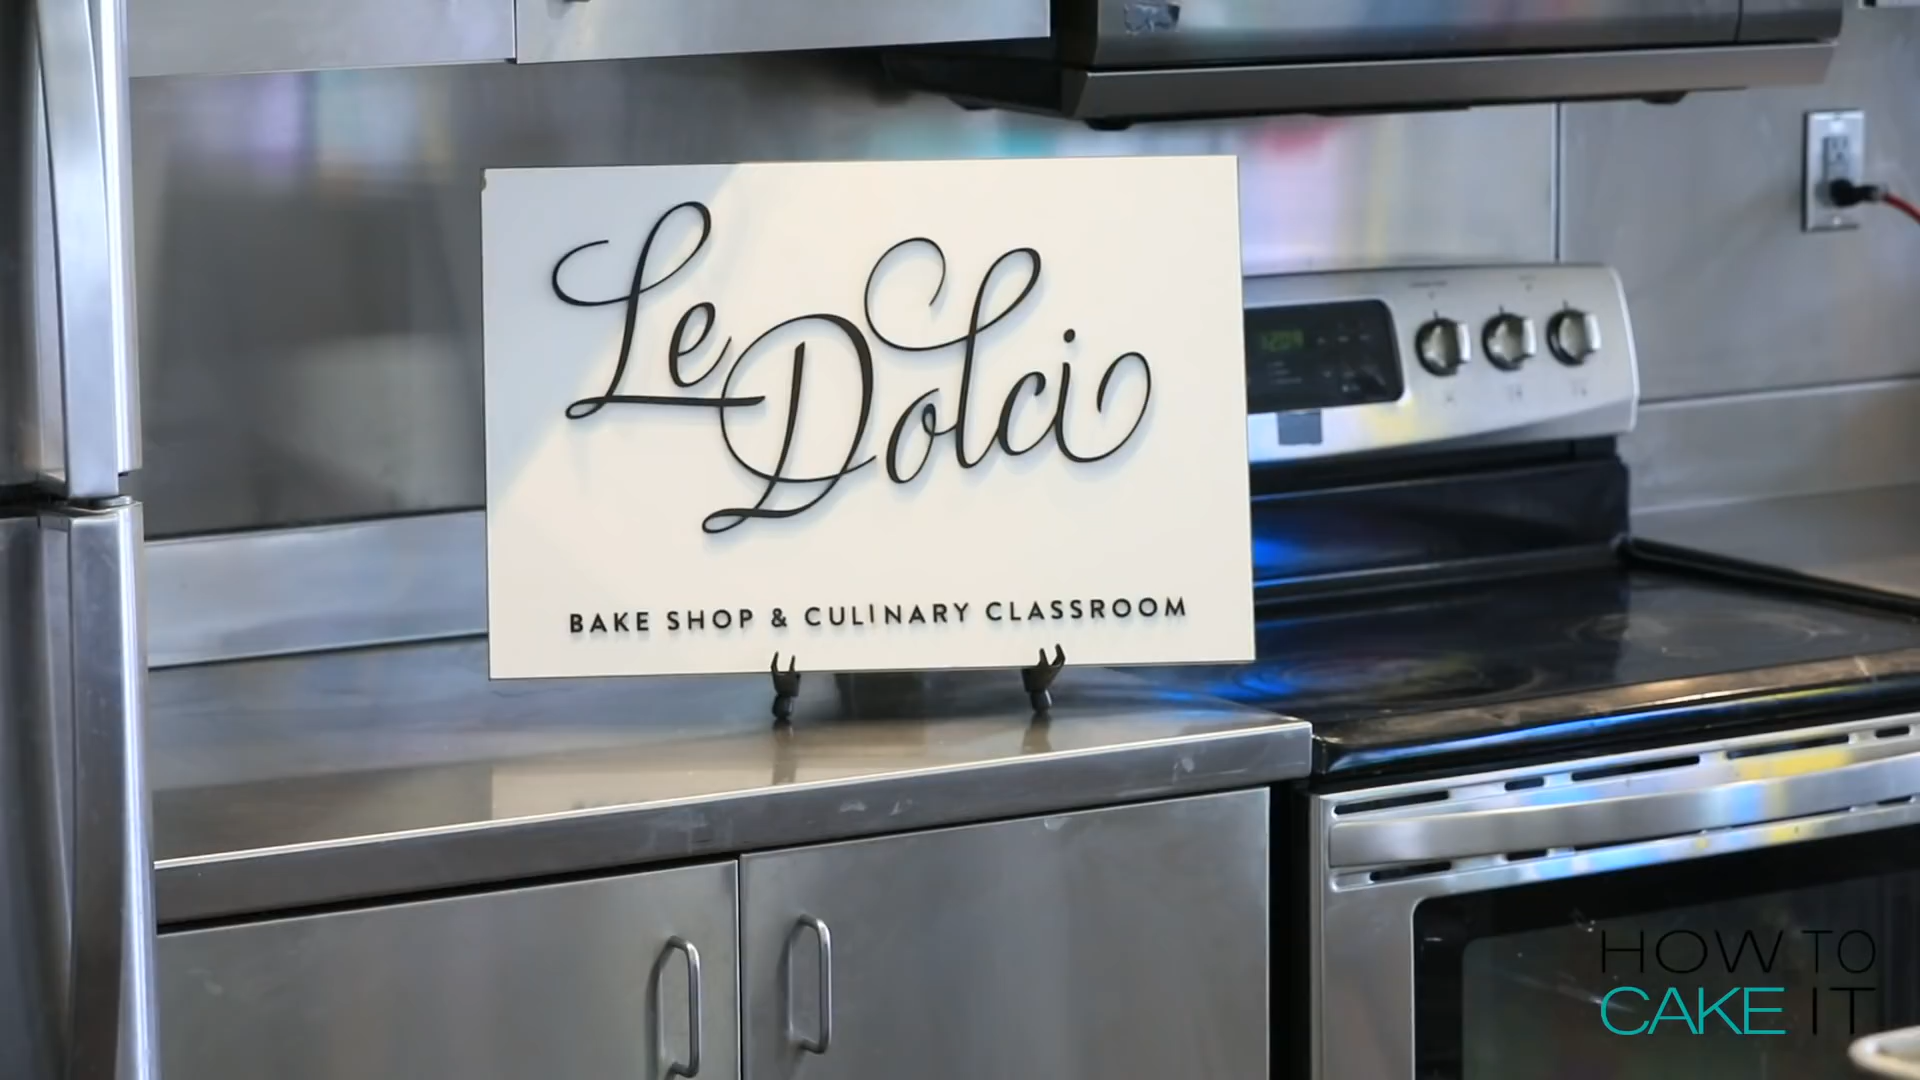 Le
Dolci
BAKE SHOP & CULINARY CLASSROOM
HOW TO
CAKE IT